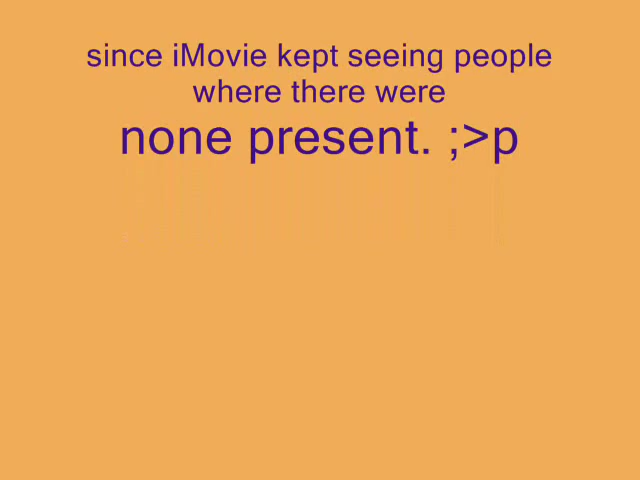 since iMovie kept seeing people
where there were
none present. ;>p